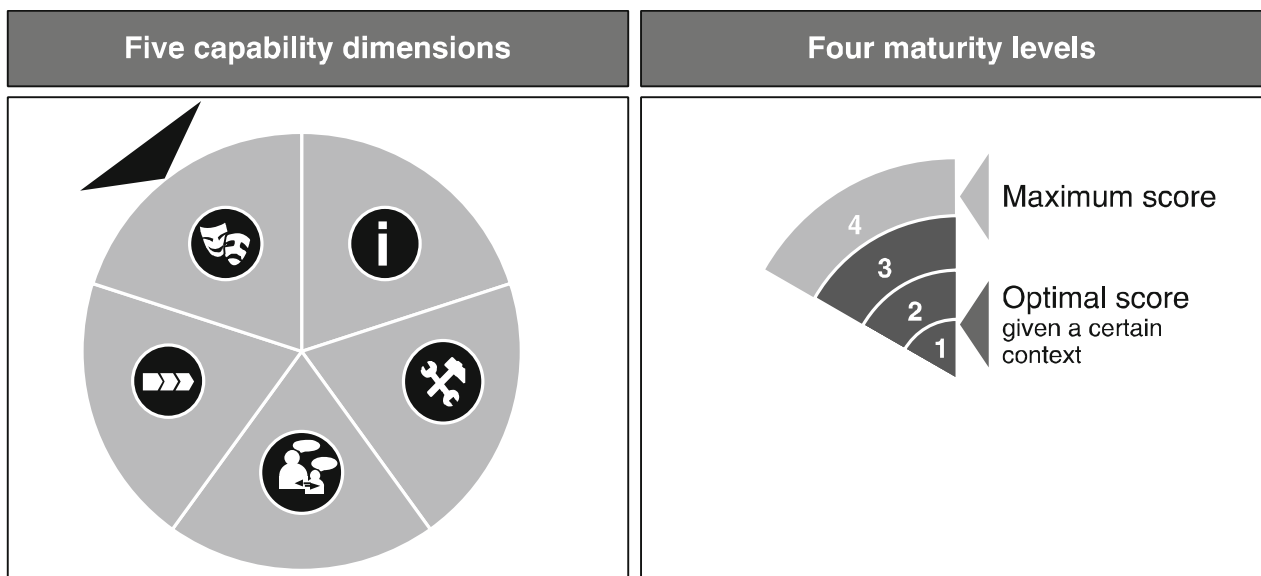 Five capability dimensions
Four maturity levels
i
4
3
2
1
Maximum score
Optimal score
given a certain
context